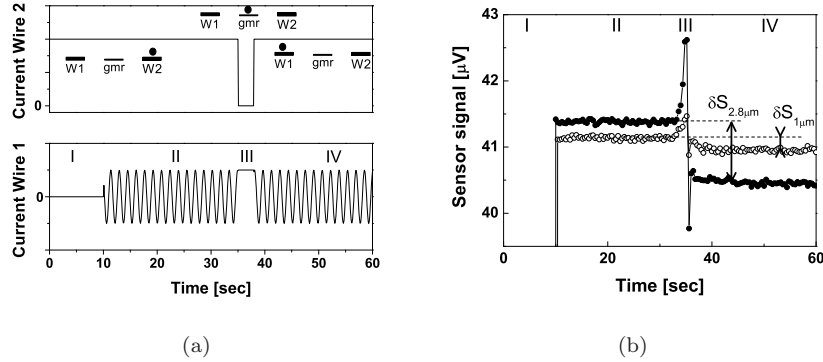 Current Wire 2
0
W1 gmr W2
W1 gmr W2
W1 gmr W2
Current Wire 1
0
I II III IV
0 10 20 30 40 50 60
Time [sec]
(a)
Sensor signal [μV]
43
42
41
40
I II III IV
δS2.8μm
δS1μm
0 20 40 60
Time [sec]
(b)